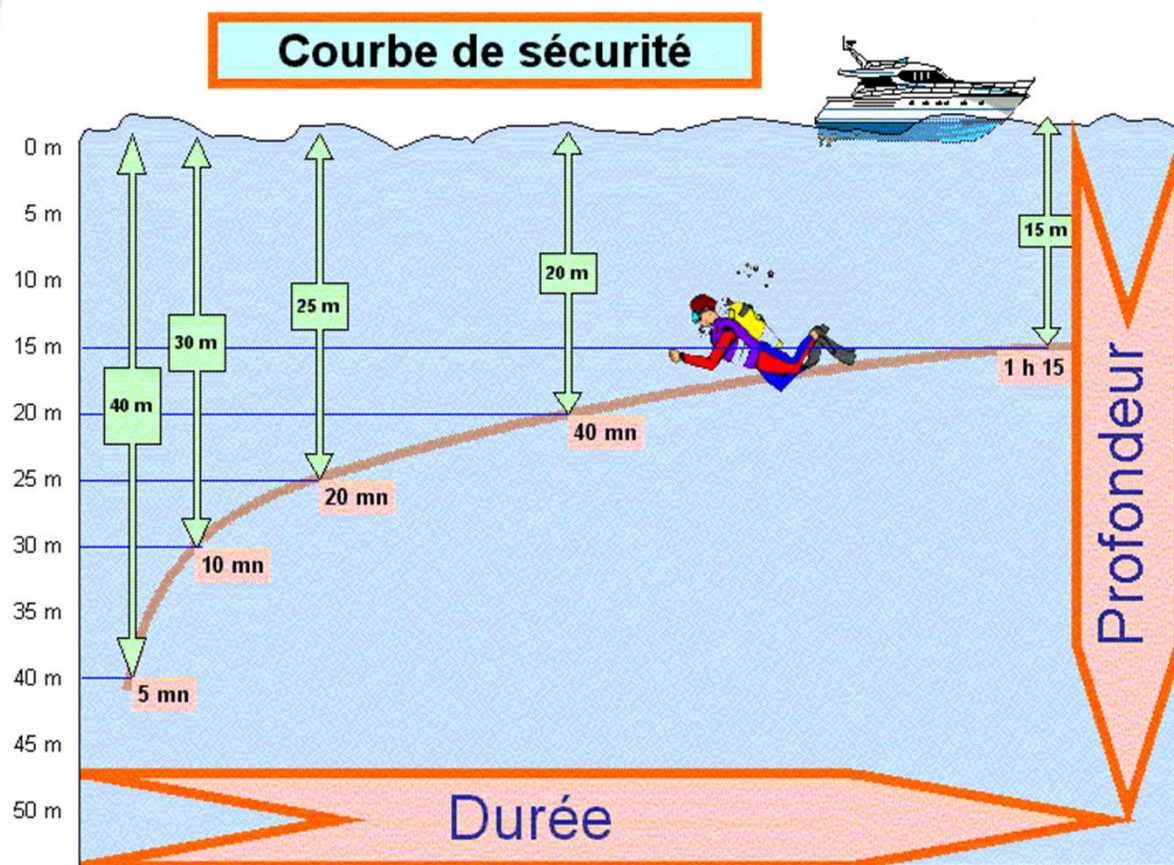 Courbe de sécurité
0 m
5 m
10 m
15 m
20 m
25 m
30 m
35 m
40 m
45 m
50 m
40 m
30 m
25 m
20 m
15 m
5 mn
10 mn
20 mn
40 mn
1 h 15
Profondeur
Durée